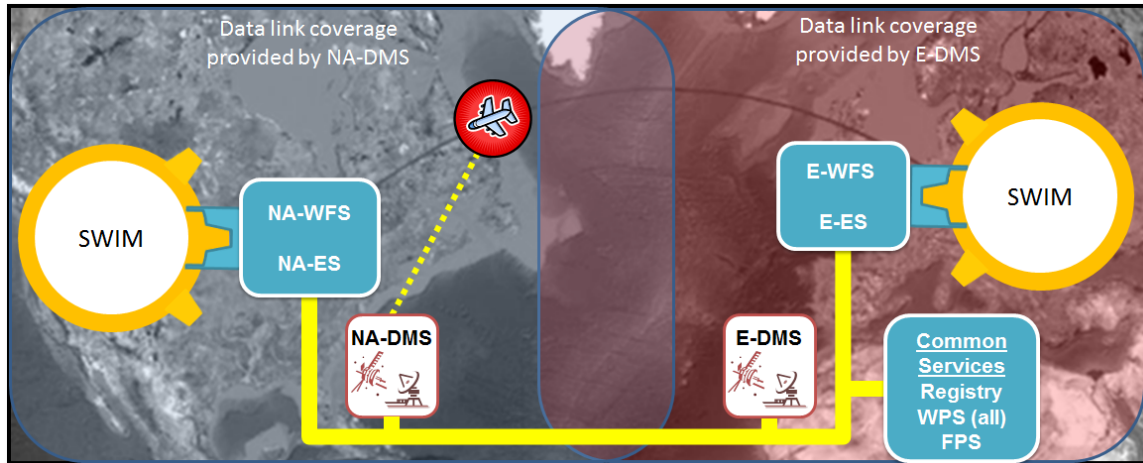 Data link coverage
provided by NA-DMS
Data link coverage
provided by E-DMS
SWIM
NA-WFS
NA-ES
E-WFS
E-ES
SWIM
NA-DMS
E-DMS
Common
Services
Registry
WPS (all)
FPS